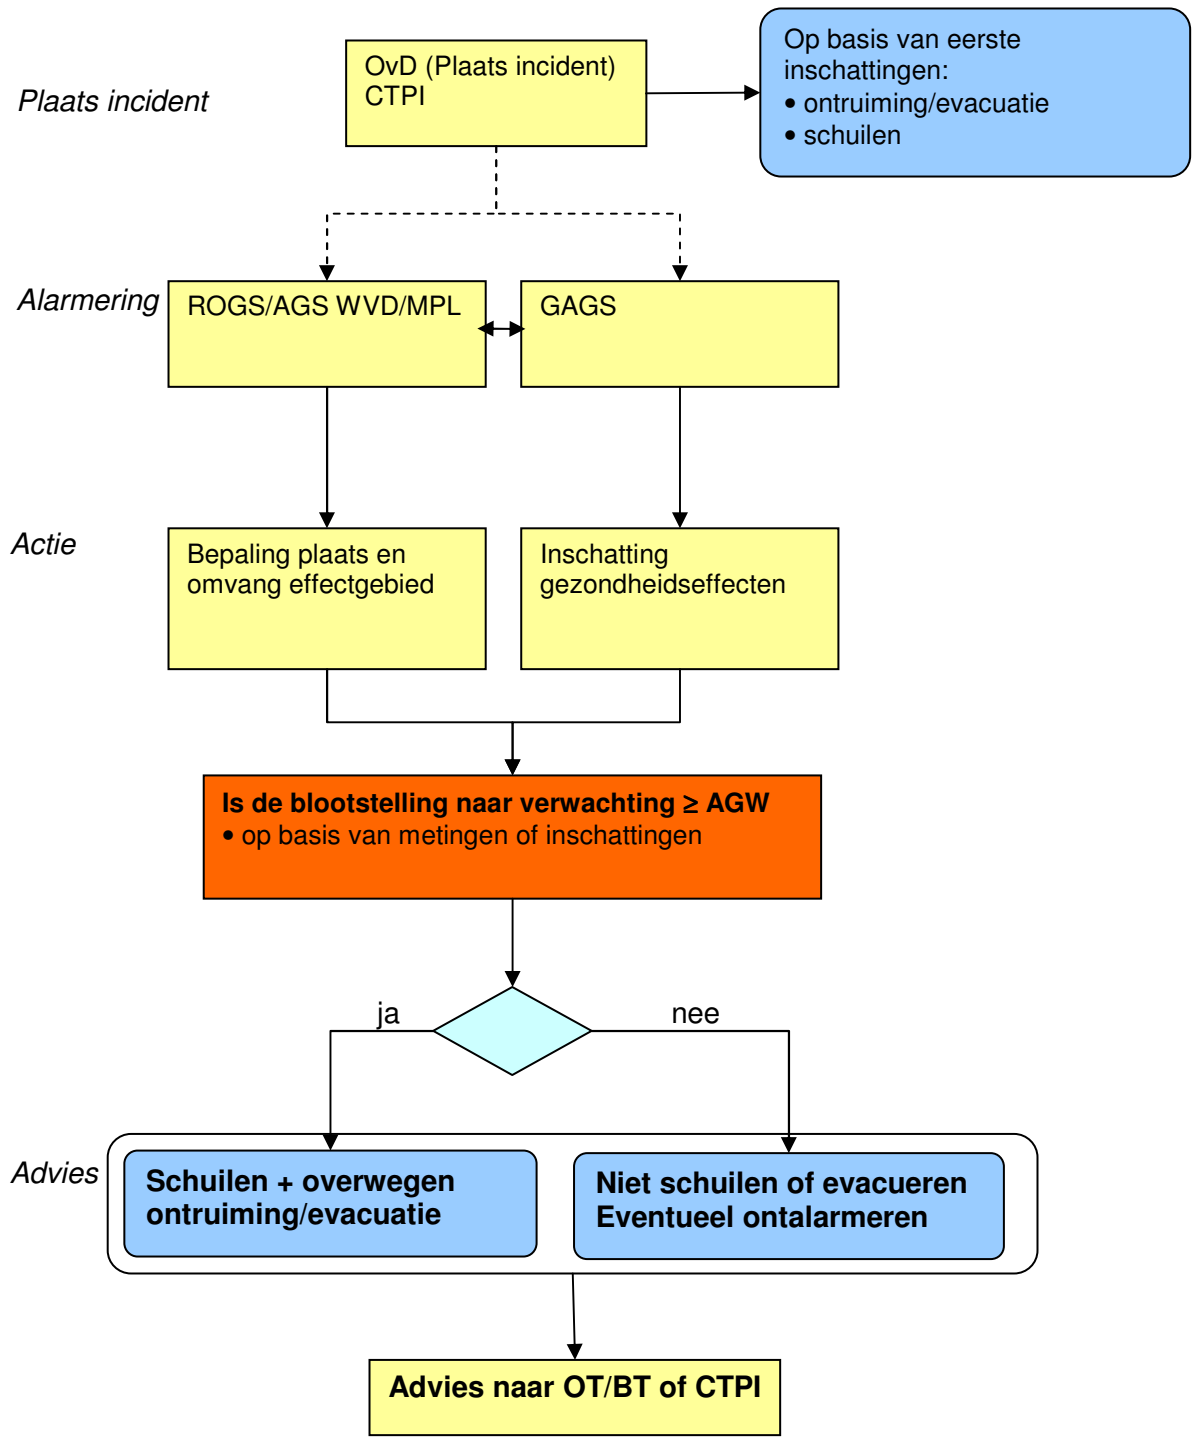 Plaats incident
OvD (Plaats incident)
CTPI
Op basis van eerste
inschattingen:
• ontruiming/evacuatie
• schuilen
Alarmering
ROGS/AGS WVD/MPL
GAGS
Actie
Bepaling plaats en
omvang effectgebied
Inschatting
gezondheidseffecten
Is de blootstelling naar verwachting ≥ AGW
• op basis van metingen of inschattingen
ja
nee
Advies
Schuilen + overwegen
ontruiming/evacuatie
Niet schuilen of evacueren
Eventueel ontalarmeren
Advies naar OT/BT of CTPI